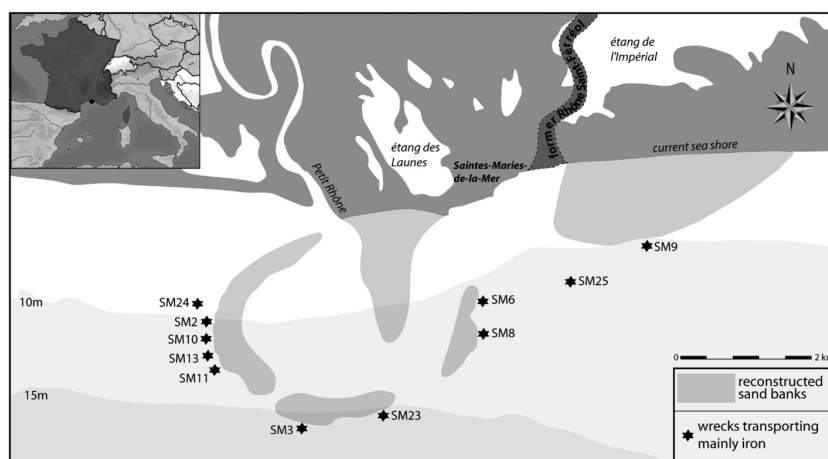 étang de
l'Impérial
N
former Rhône Saint Ferréol
étang des
Launes
Saintes-Maries-
de-la-Mer
current sea shore
Petit Rhône
SM9
SM25
10m
SM24
SM6
SM2
SM10
SM8
SM13
SM11
0
2 km
15m
SM23
SM3
reconstructed
sand banks
wrecks transporting
mainly iron